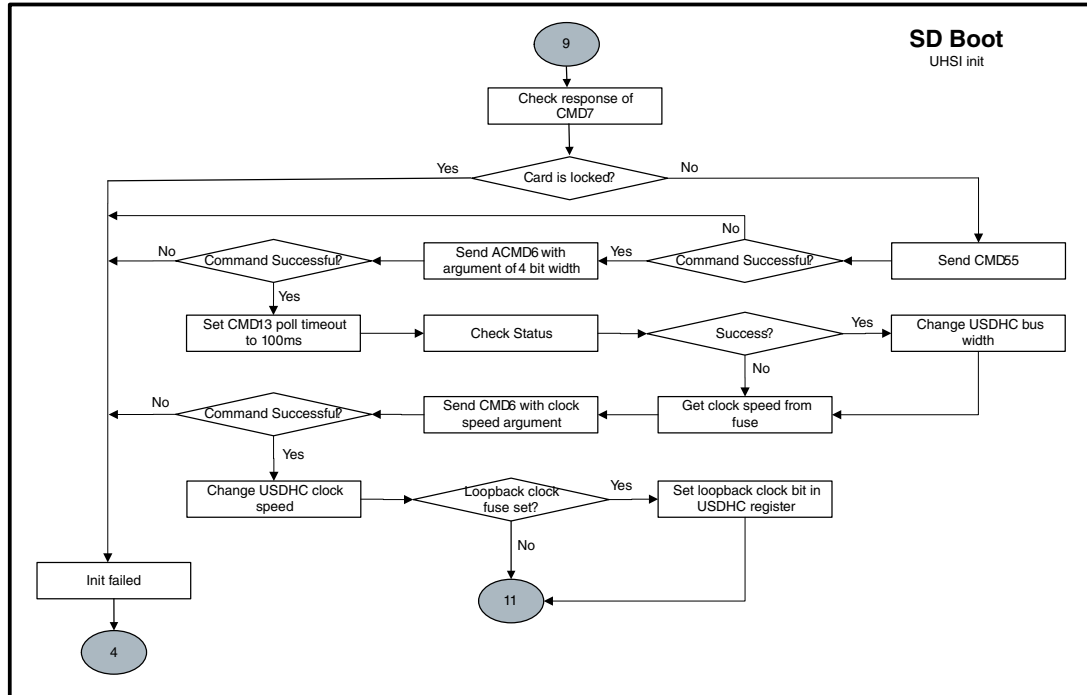 SD Boot
UHSI init
9
Check response of
CMD7
Yes
No
Card is locked?
No
No
Command Successful?
Send ACMD6 with
argument of 4 bit width
Yes
Command Successful?
Send CMD55
Yes
Set CMD13 poll timeout
to 100ms
Check Status
Success?
Yes
Change USDHC bus
width
No
No
Command Successful?
Send CMD6 with clock
speed argument
Get clock speed from
fuse
Yes
Change USDHC clock
speed
Loopback clock
fuse set?
Yes
Set loopback clock bit in
USDHC register
No
Init failed
11
4